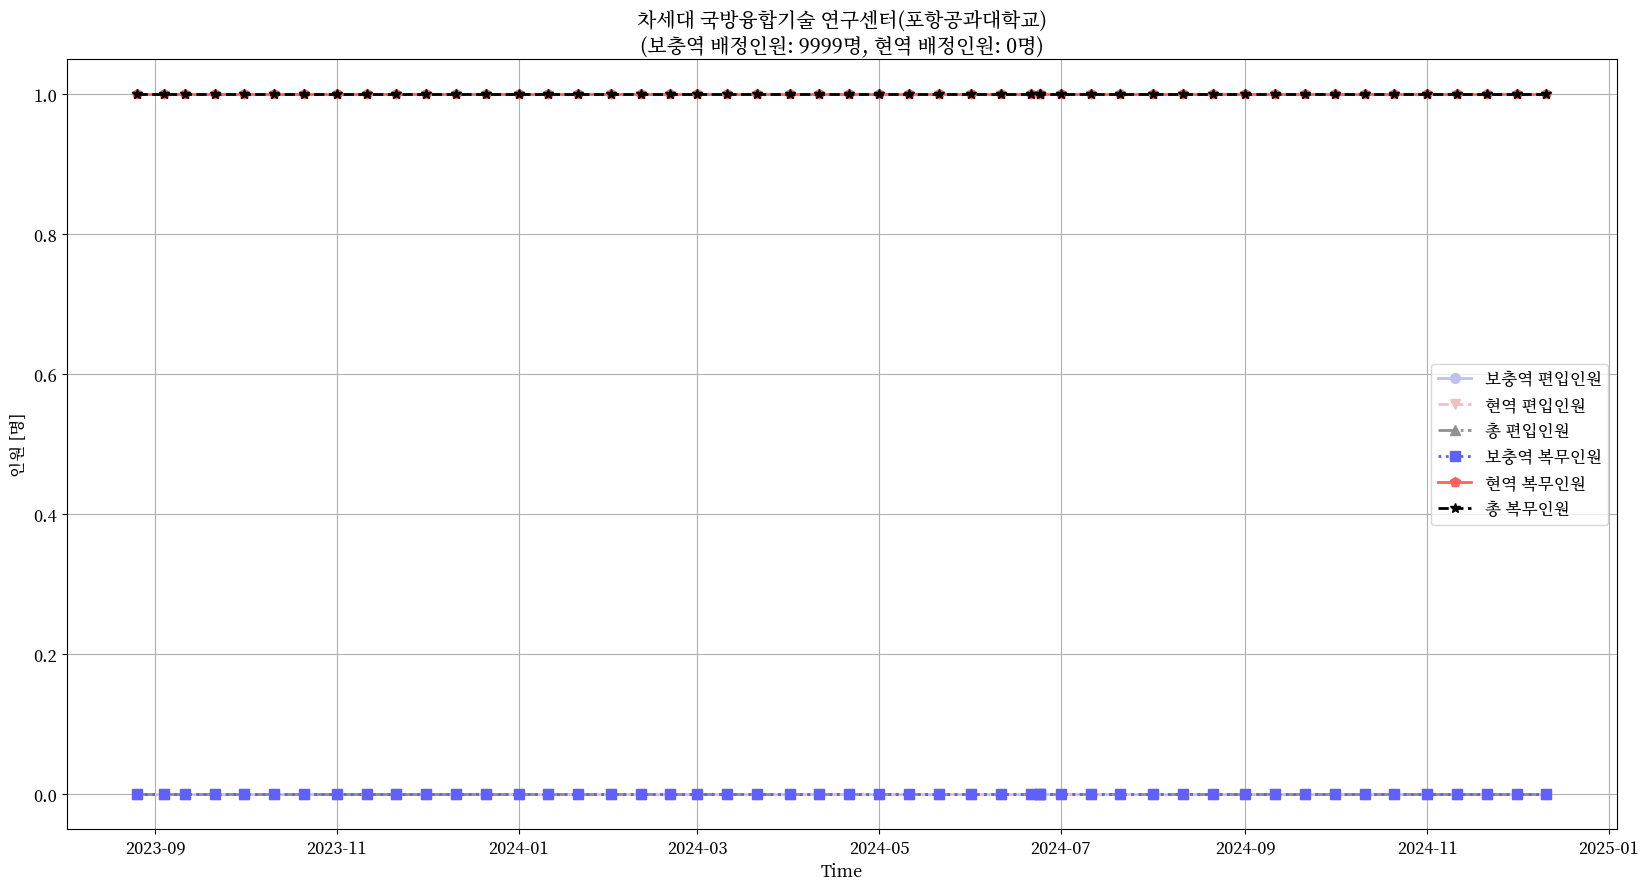 차세대 국방융합기술 연구센터(포항공과대학교)
(보충역 배정인원: 9999명, 현역 배정인원: 0명)
인원 [명]
1.0
0.8
0.6
0.4
0.2
0.0
보충역 편입인원
현역 편입인원
총 편입인원
보충역 복무인원
현역 복무인원
총 복무인원
2023-09 2023-11 2024-01 2024-03 2024-05 2024-07 2024-09 2024-11 2025-01
Time